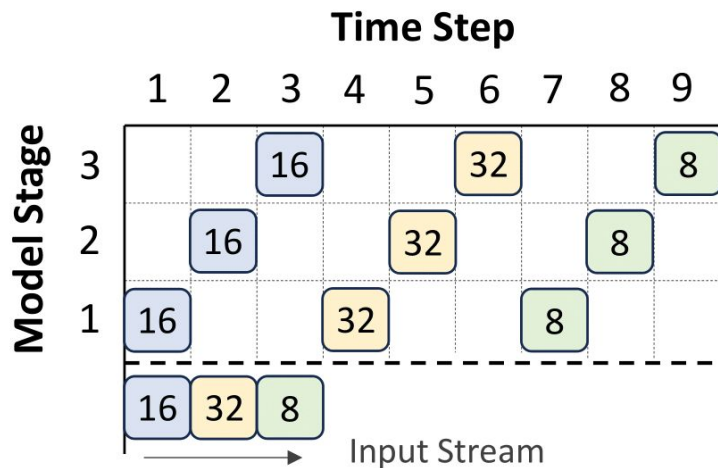 Time Step
1 2 3 4 5 6 7 8 9
Model Stage
3 16 32 8
2 16 32 8
1 16 32 8
16 32 8
Input Stream